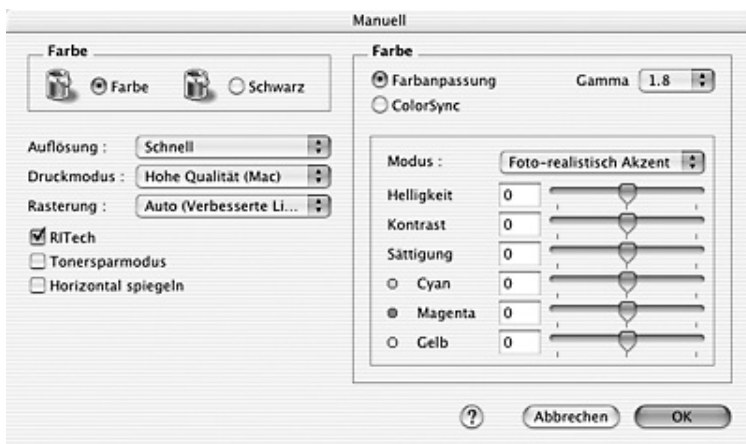 Manuell
Farbe
Farbe
Schwarz
Auflösung :
Schnell
Druckmodus :
Hohe Qualität (Mac)
Rasterung :
Auto (Verbesserte Li...
RITech
Tonersparmodus
Horizontal spiegeln
Farbe
Farbanpassung
Gamma
1.8
ColorSync
Modus :
Foto-realistisch Akzent
Helligkeit
0
Kontrast
0
Sättigung
0
Cyan
0
Magenta
0
Gelb
0
?
Abbrechen
OK